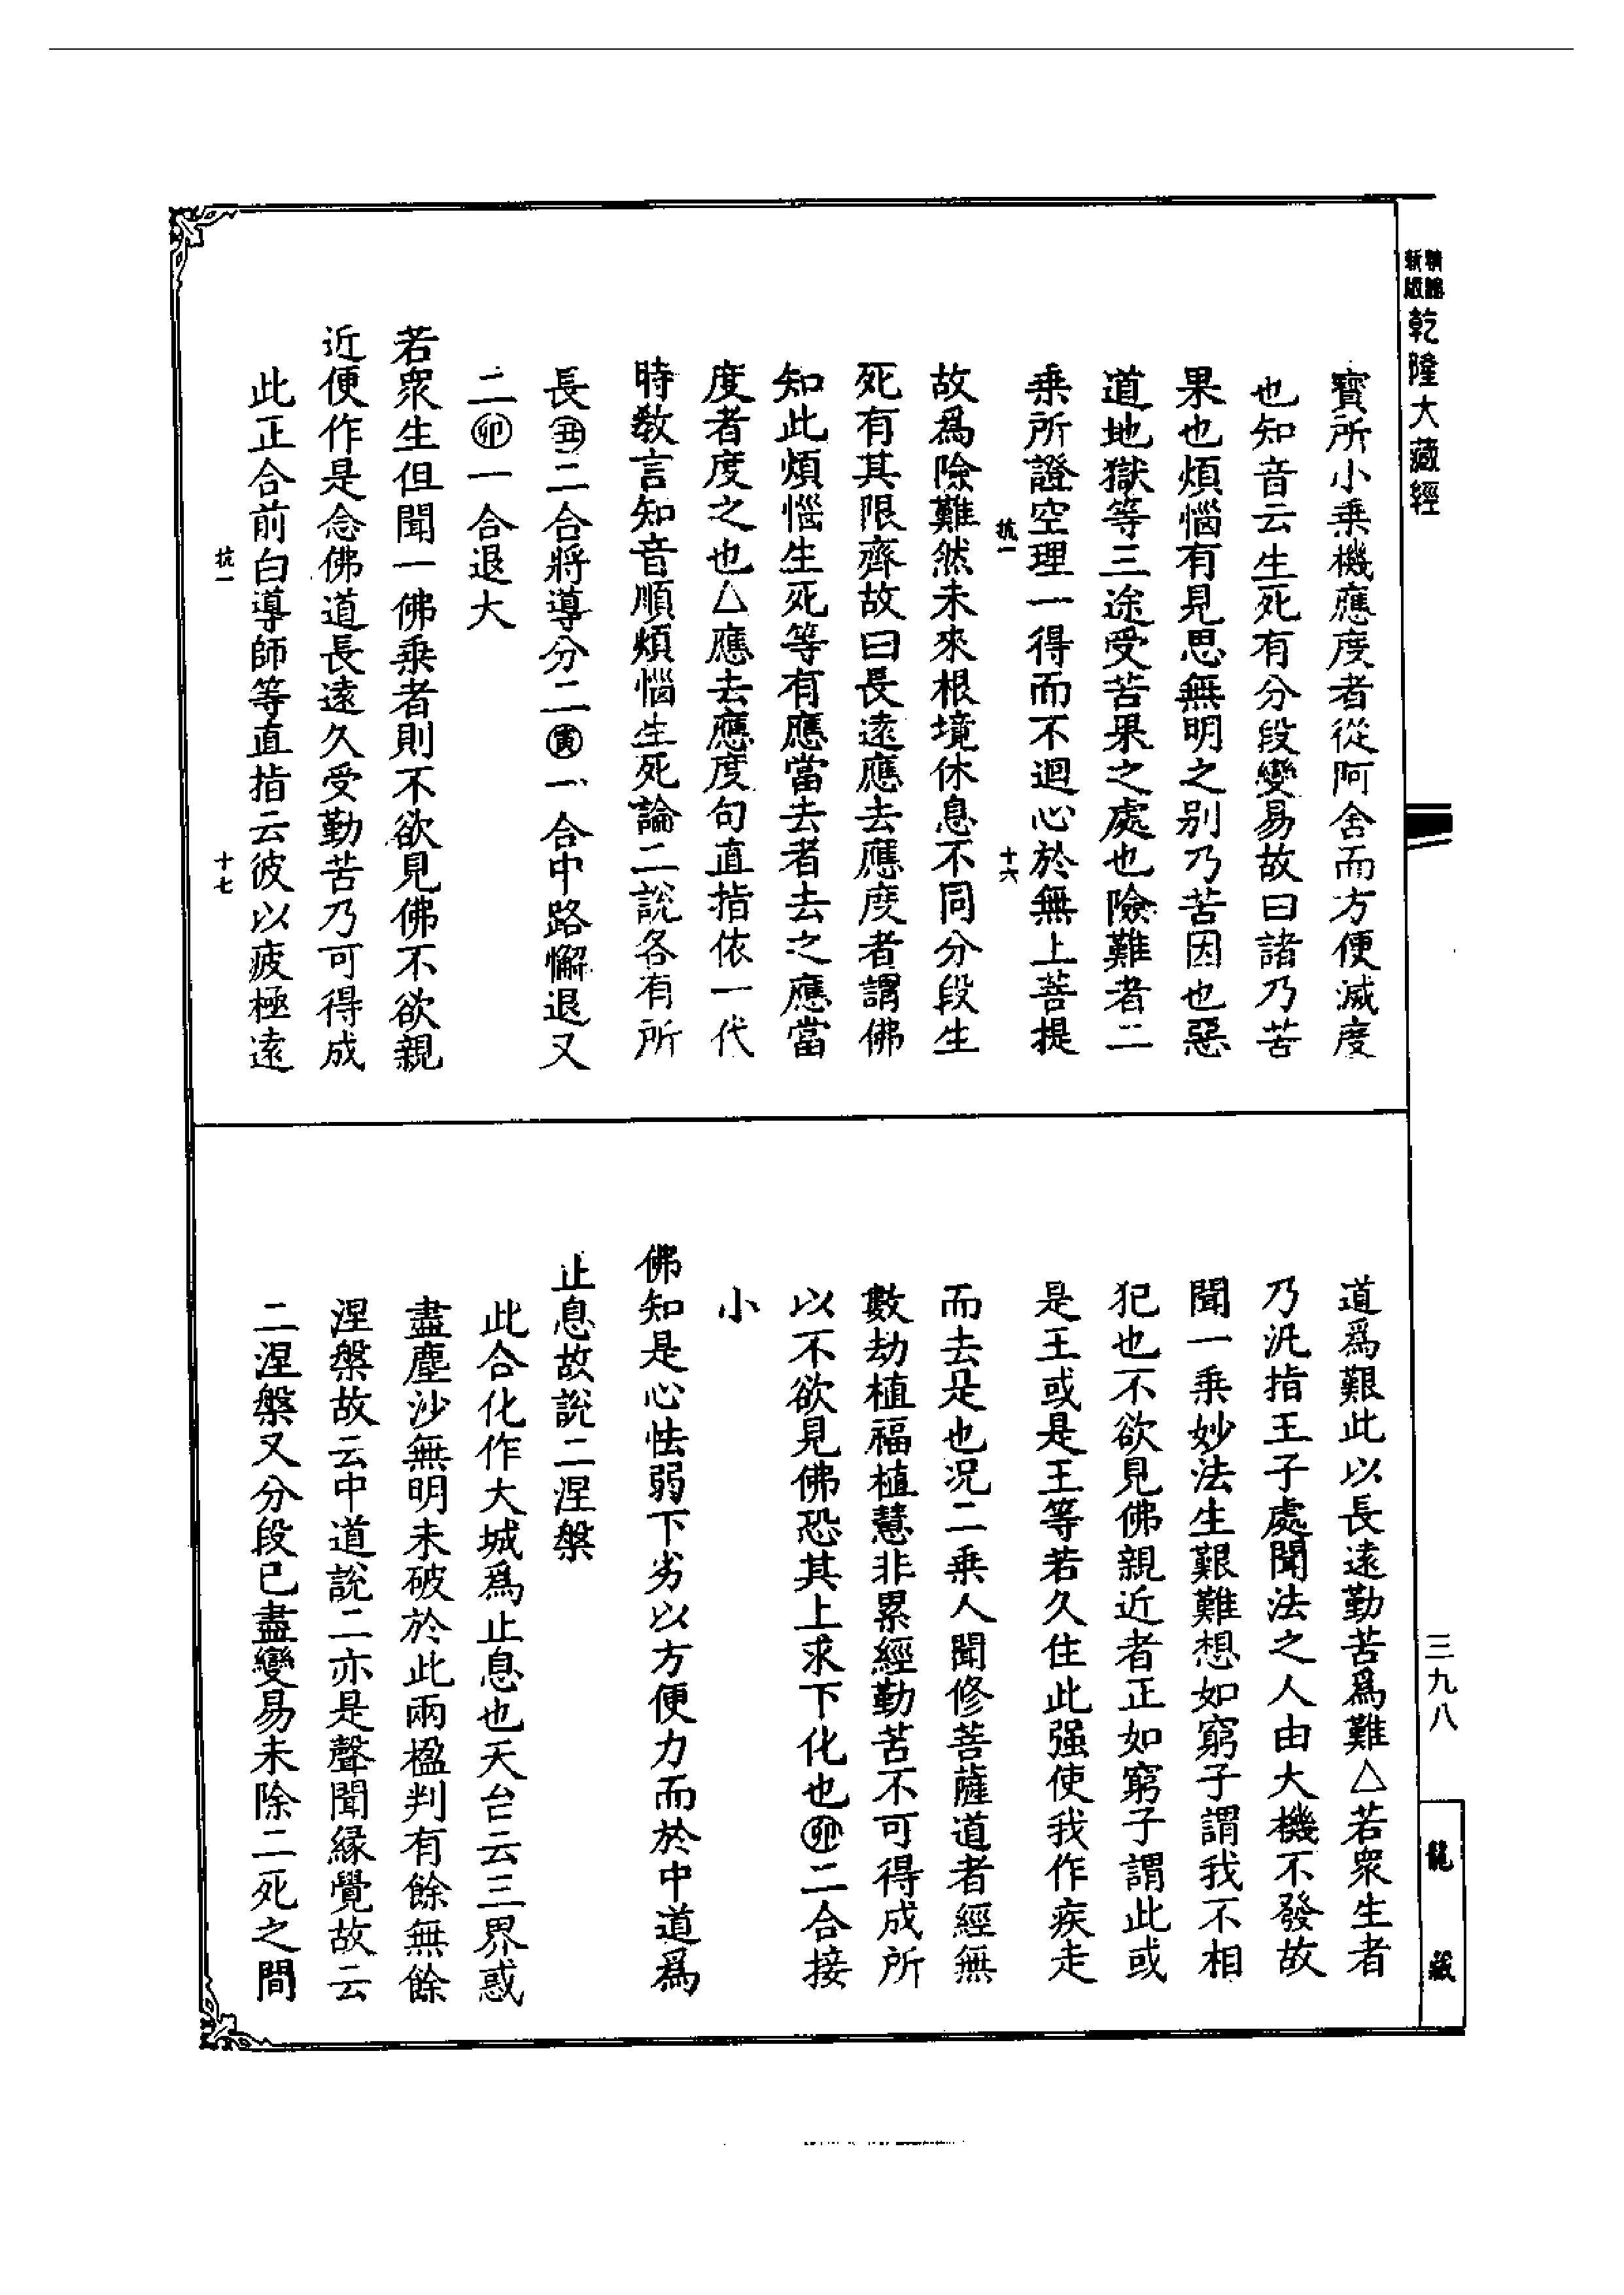 精緻新版乾隆大藏經
寶所小乗機應度者從阿含而方便滅度
也知音云生死有分段變易故曰諸乃苦
果也煩惱有見思無明之别乃苦因也惡
道地獄等三途受苦果之處也險難者二
乗所證空理一得而不迴心於無上菩提
抗一
十六
故爲險難然未來根境休息不同分段生
死有其限齊故曰長遠應去應度者謂佛
知此煩惱生死等有應當去者去之應當
度者度之也△應去應度句直指依一代
時教言知音順煩惱生死論二說各有所
長㊄二合將導分二㊅一合中路懈退又
二㊞一合退大
若衆生但聞一佛乗者則不欲見佛不欲親
近便作是念佛道長遠久受勤苦乃可得成
此正合前白導師等直指云彼以疲極遠
抗一
十七
道爲艱此以長遠勤苦爲難△若衆生者
乃汎指王子處聞法之人由大機不發故
聞一乗妙法生艱難想如窮子謂我不相
犯也不欲見佛親近者正如窮子謂此或
是王或是王等若久住此强使我作疾走
而去是也况二乗人聞修菩薩道者經無
數劫植福植慧非累經勤苦不可得成所
以不欲見佛恐其上求下化也㊞二合接
小
佛知是心怯弱下劣以方便力而於中道爲
止息故說二涅槃
此合化作大城爲止息也天台云三界惑
盡塵沙無明未破於此兩楹判有餘無餘
涅槃故云中道說二亦是聲聞緣覺故云
二涅槃又分段已盡變易未除二死之間
三九八
龍藏